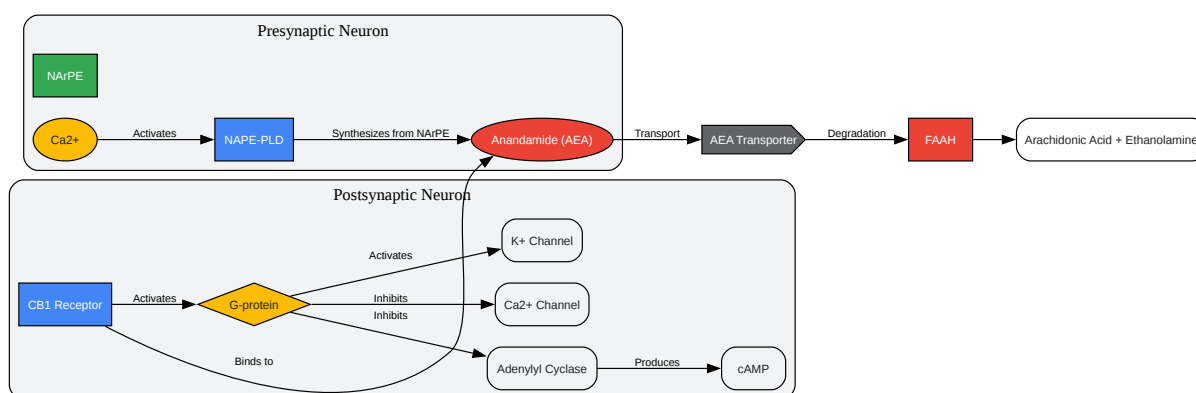 Presynaptic Neuron
NArPE
Ca2+
Activates
NAPE-PLD
Synthesizes from NArPE
Anandamide (AEA)
Transport
AEA Transporter
Degradation
FAAH
Arachidonic Acid + Ethanolamine
Postsynaptic Neuron
CB1 Receptor
Activates
G-protein
Activates
K+ Channel
Inhibits
Ca2+ Channel
Inhibits
Adenylyl Cyclase
Produces
cAMP
Binds to